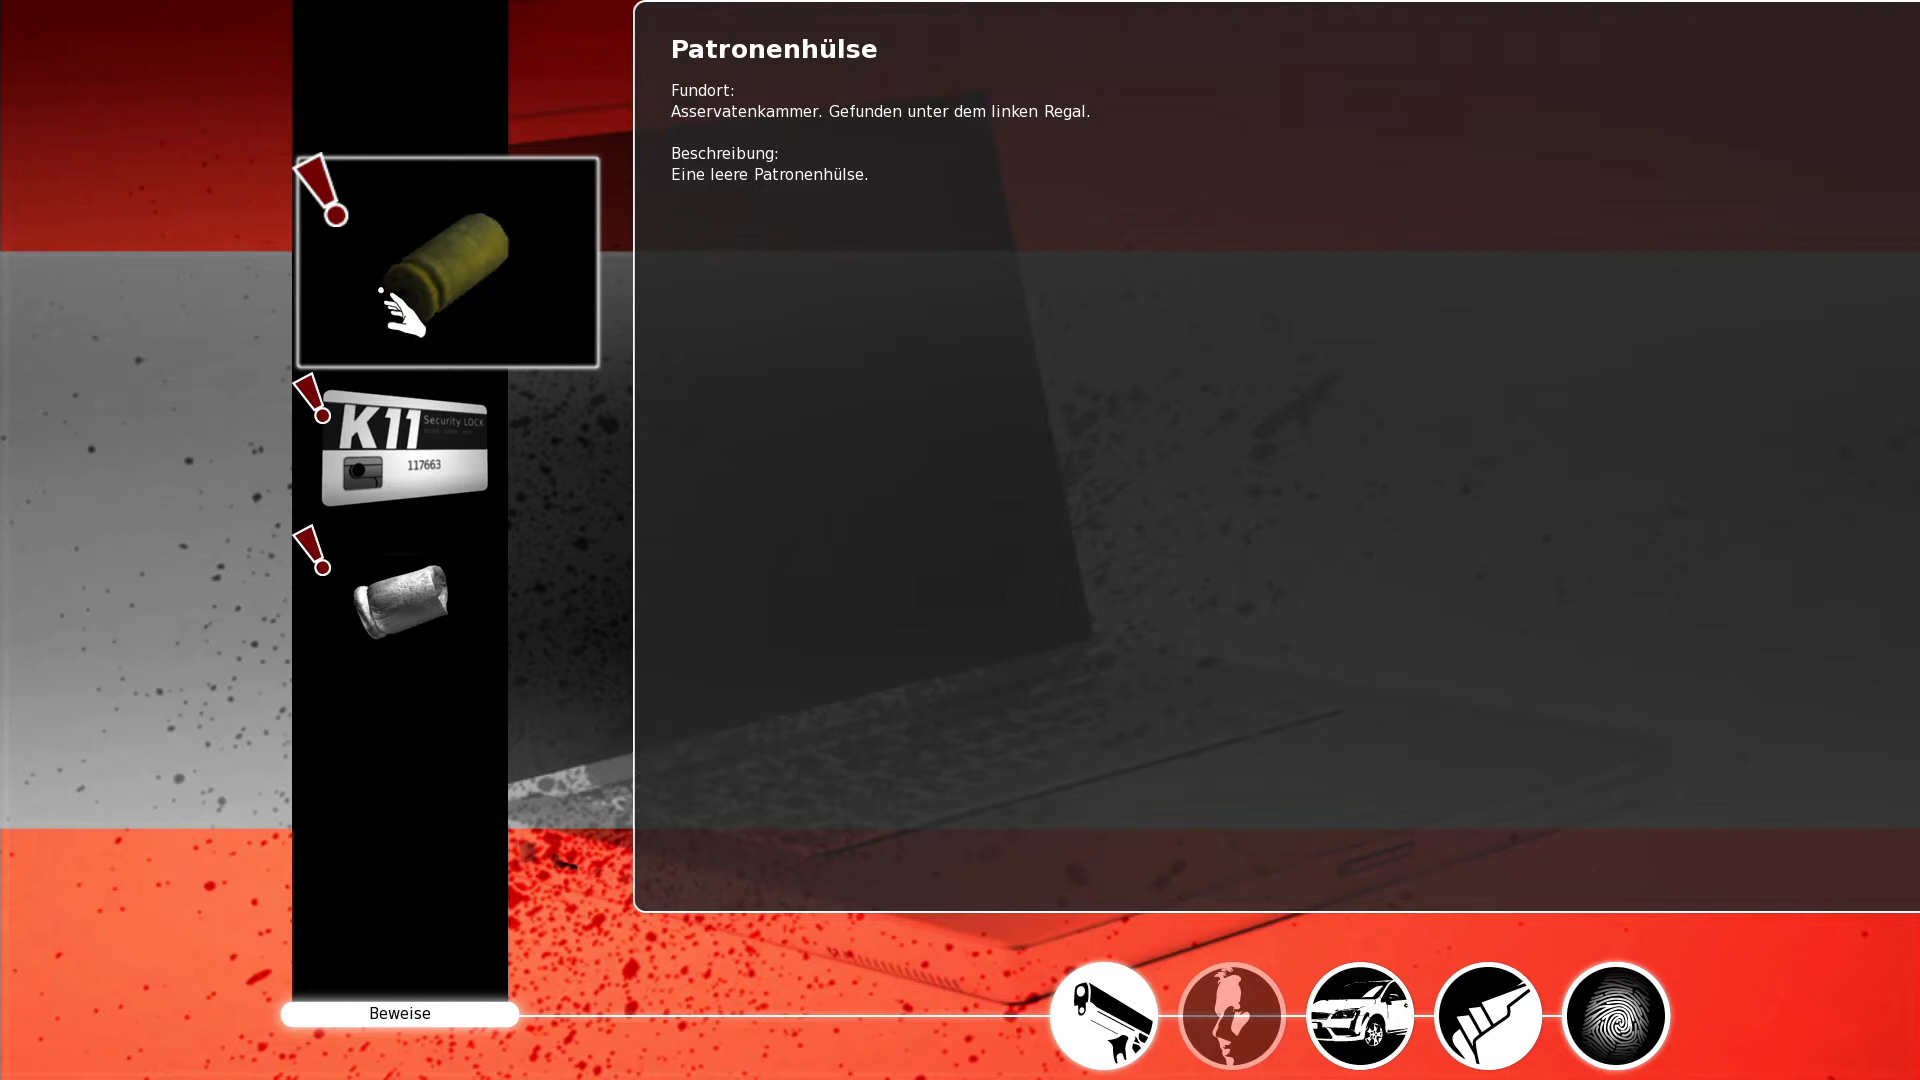 Patronenhülse
Fundort:
Asservatenkammer. Gefunden unter dem linken Regal.
Beschreibung:
Eine leere Patronenhülse.
K11
Security LOCK
117663
Beweise